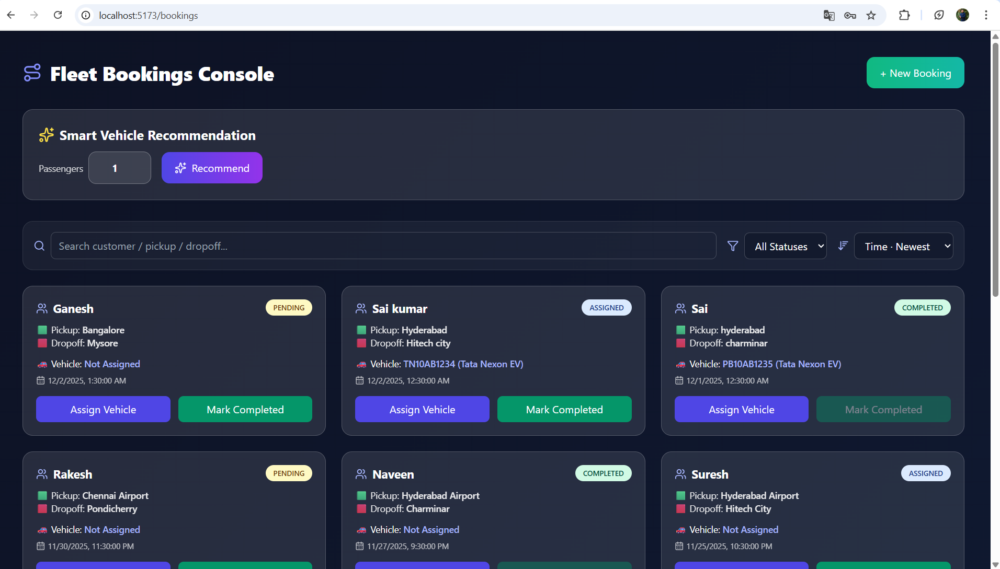 localhost:5173/bookings
Fleet Bookings Console
+ New Booking
Smart Vehicle Recommendation
Passengers 1 Recommend
Search customer / pickup / dropoff...
All Statuses
Time · Newest
Ganesh
PENDING
Pickup: Bangalore
Dropoff: Mysore
Vehicle: Not Assigned
12/2/2025, 1:30:00 AM
Assign Vehicle
Mark Completed
Sai kumar
ASSIGNED
Pickup: Hyderabad
Dropoff: Hitech city
Vehicle: TN10AB1234 (Tata Nexon EV)
12/2/2025, 12:30:00 AM
Assign Vehicle
Mark Completed
Sai
COMPLETED
Pickup: hyderabad
Dropoff: charminar
Vehicle: PB10AB1235 (Tata Nexon EV)
12/1/2025, 12:30:00 AM
Assign Vehicle
Mark Completed
Rakesh
PENDING
Pickup: Chennai Airport
Dropoff: Pondicherry
Vehicle: Not Assigned
11/30/2025, 11:30:00 PM
Naveen
COMPLETED
Pickup: Hyderabad Airport
Dropoff: Charminar
Vehicle: Not Assigned
11/27/2025, 9:30:00 PM
Suresh
ASSIGNED
Pickup: Hyderabad Airport
Dropoff: Hitech City
Vehicle: Not Assigned
11/25/2025, 10:30:00 PM